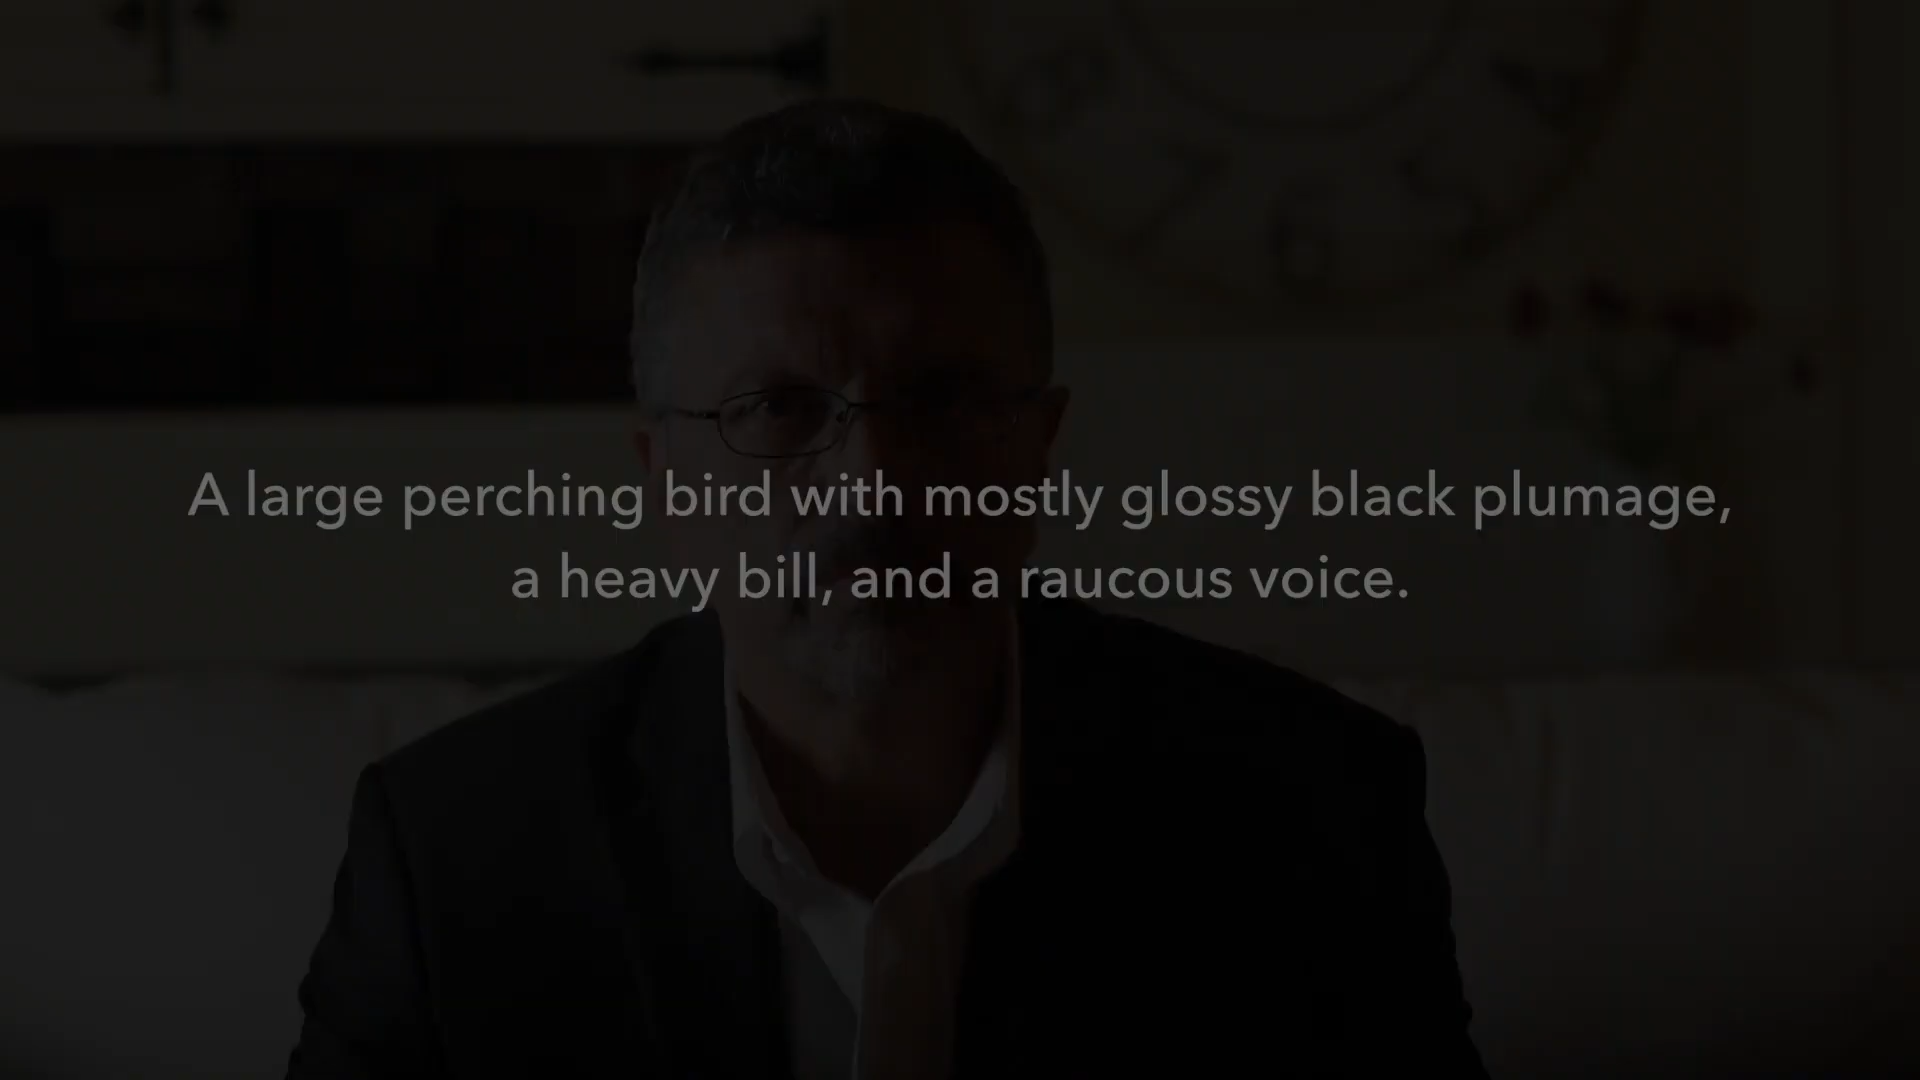 A large perching bird with mostly glossy black plumage,
a heavy bill, and a raucous voice.